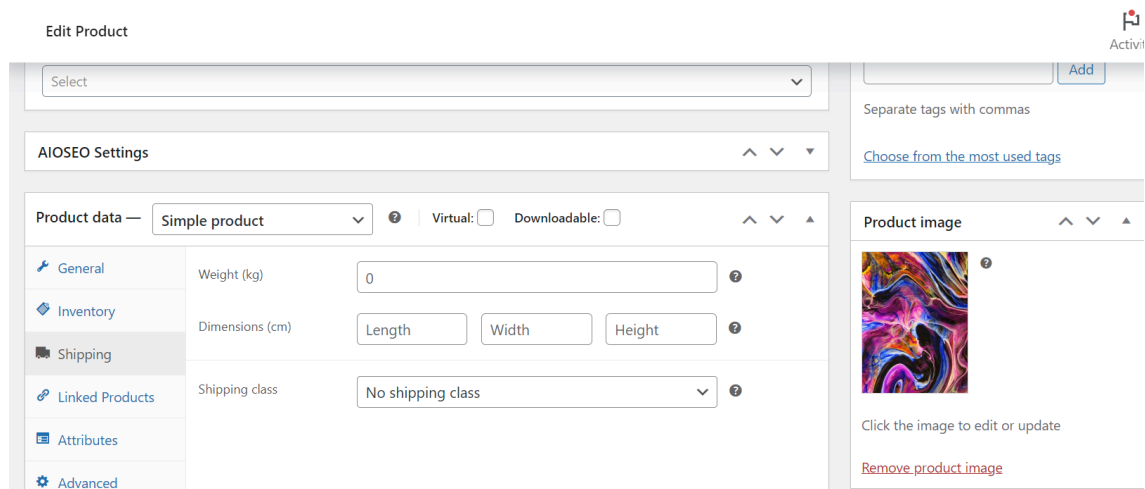 Edit Product
Select
Add
Separate tags with commas
Choose from the most used tags
AIOSEO Settings
Product data — Simple product Virtual: Downloadable:
General
Inventory
Shipping
Linked Products
Attributes
Advanced
Weight (kg) 0
Dimensions (cm) Length Width Height
Shipping class No shipping class
Product image
Click the image to edit or update
Remove product image